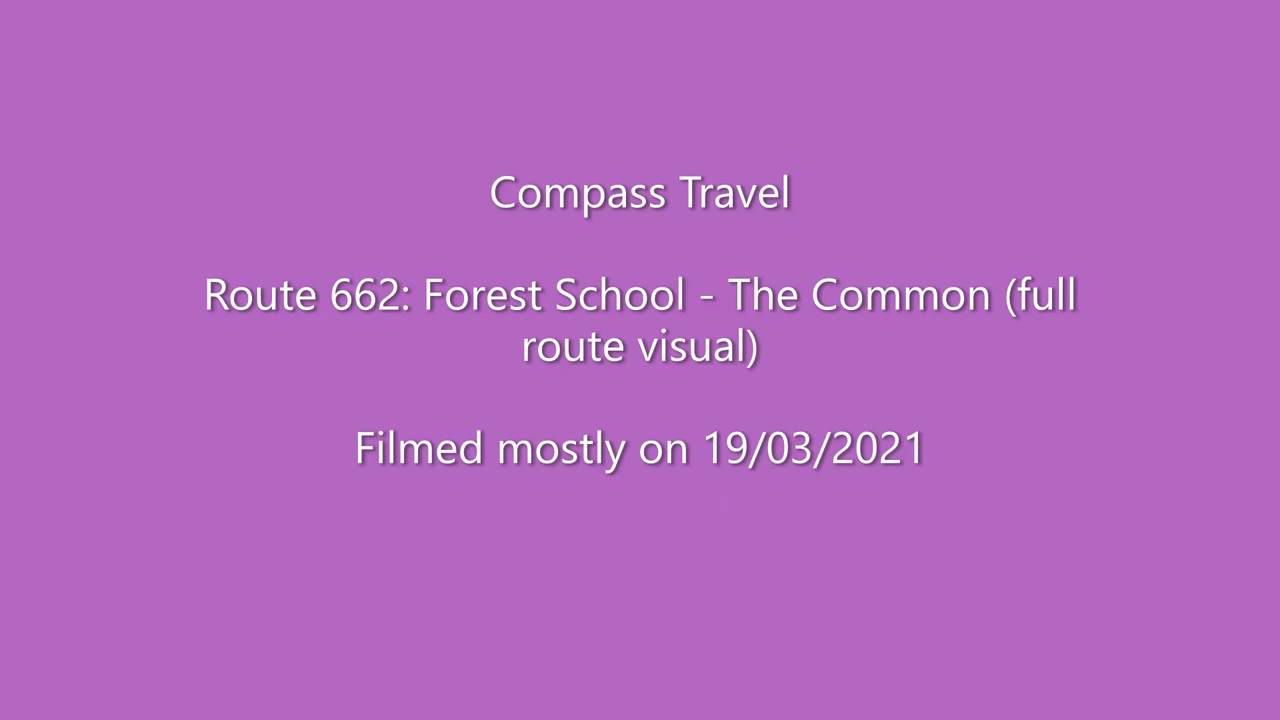 Compass Travel
Route 662: Forest School - The Common (full
route visual)
Filmed mostly on 19/03/2021